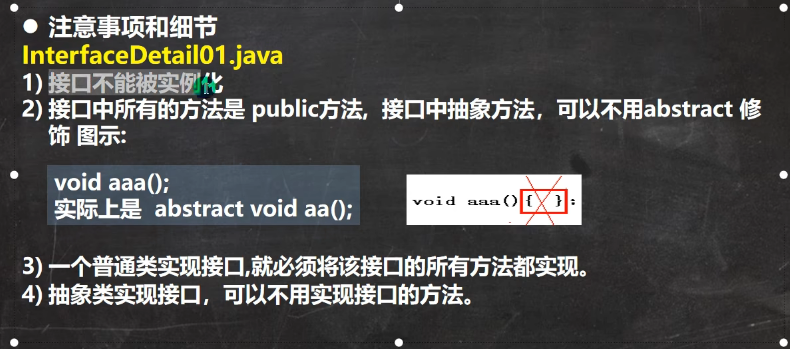 ● 注意事项和细节
InterfaceDetail01.java
1) 接口不能被实例化
2) 接口中所有的方法是 public方法, 接口中抽象方法，可以不用abstract 修
饰 图示:
void aaa();
实际上是 abstract void aa();
void aaa(){ };
3) 一个普通类实现接口,就必须将该接口的所有方法都实现。
4) 抽象类实现接口，可以不用实现接口的方法。